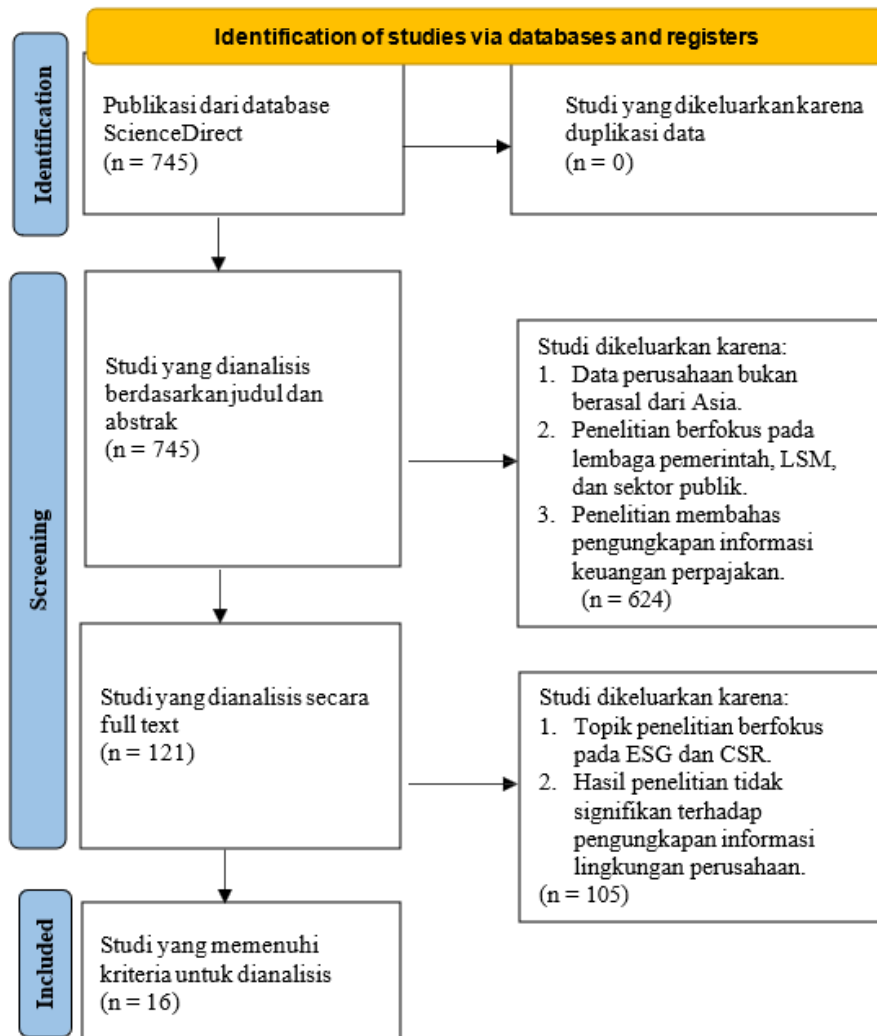 Identification of studies via databases and registers
Identification
Publikasi dari database
ScienceDirect
(n = 745)
Studi yang dikeluarkan karena
duplikasi data
(n = 0)
Screening
Studi yang dianalisis
berdasarkan judul dan
abstrak
(n = 745)
Studi dikeluarkan karena:
1. Data perusahaan bukan
berasal dari Asia.
2. Penelitian berfokus pada
lembaga pemerintah, LSM,
dan sektor publik.
3. Penelitian membahas
pengungkapan informasi
keuangan perpajakan.
(n = 624)
Studi yang dianalisis secara
full text
(n = 121)
Studi dikeluarkan karena:
1. Topik penelitian berfokus
pada ESG dan CSR.
2. Hasil penelitian tidak
signifikan terhadap
pengungkapan informasi
lingkungan perusahaan.
(n = 105)
Included
Studi yang memenuhi
kriteria untuk dianalisis
(n = 16)